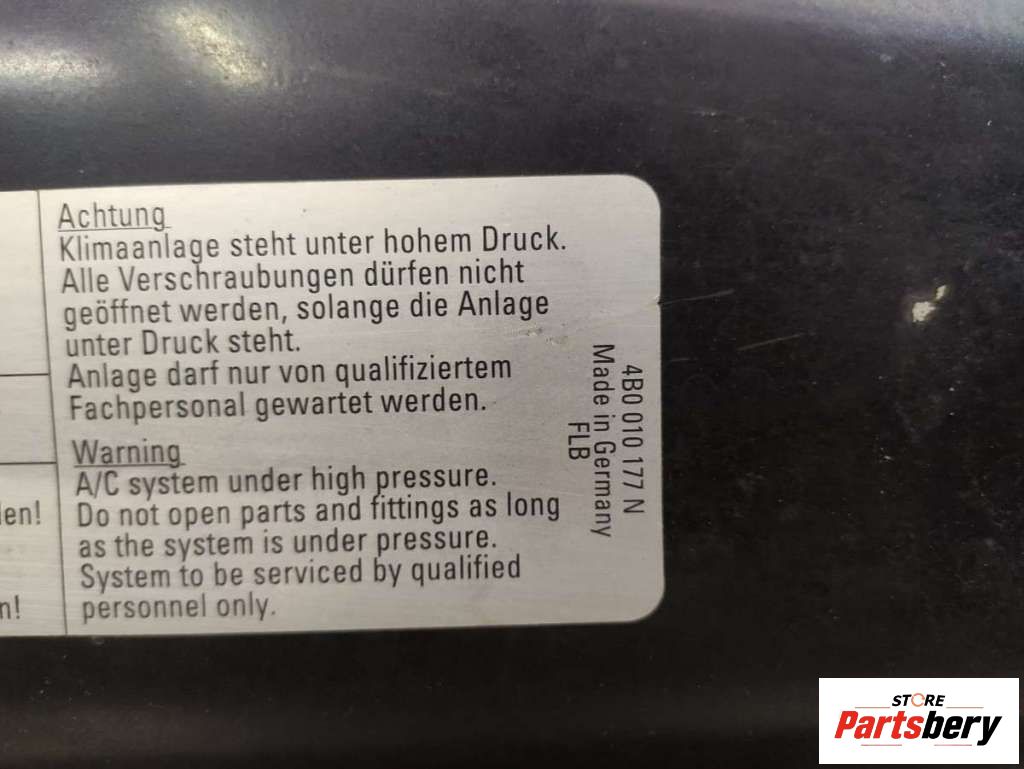 Achtung
Klimaanlage steht unter hohem Druck.
Alle Verschraubungen dürfen nicht
geöffnet werden, solange die Anlage
unter Druck steht.
Anlage darf nur von qualifiziertem
Fachpersonal gewartet werden.
Warning
A/C system under high pressure.
Do not open parts and fittings as long
as the system is under pressure.
System to be serviced by qualified
personnel only.
4B0 010 177 N
Made in Germany
FLB
STORE
Partsbery